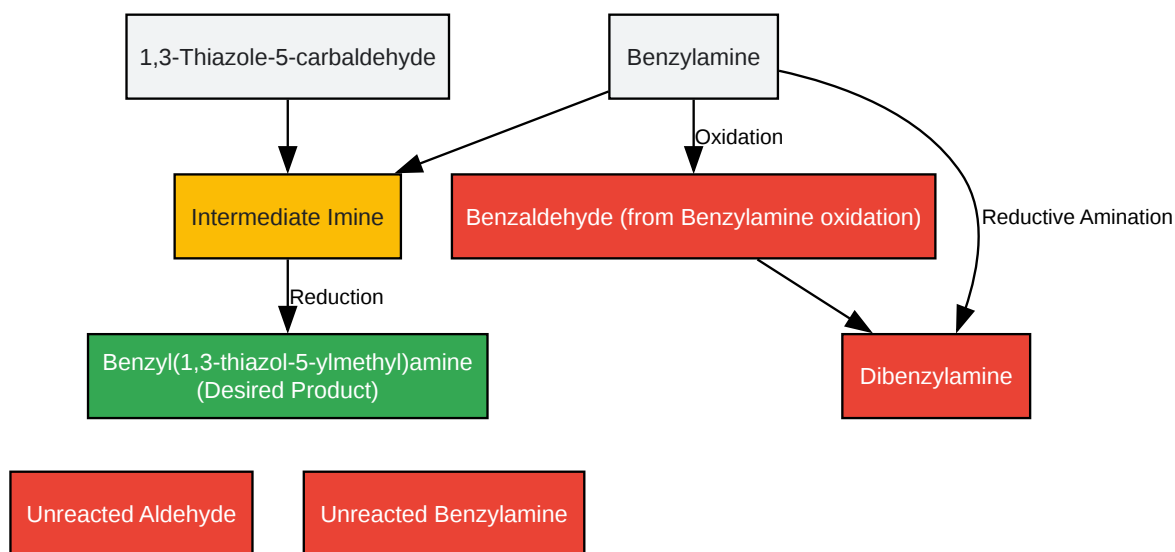 1,3-Thiazole-5-carbaldehyde
Benzylamine
Oxidation
Intermediate Imine
Benzaldehyde (from Benzylamine oxidation)
Reductive Amination
Reduction
Benzyl(1,3-thiazol-5-ylmethyl)amine
(Desired Product)
Dibenzylamine
Unreacted Aldehyde
Unreacted Benzylamine